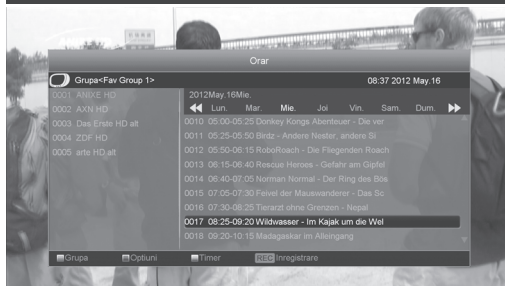 Orar
Grupa<Fav Group 1>
08:37 2012 May.16
0001 ANIXE HD
0002 AXN HD
0003 Das Erste HD alt
0004 ZDF HD
0005 arte HD alt
2012May.16Mie.
Lun. Mar. Mie. Joi Vin. Sam. Dum.
0010 05:00-05:25 Donkey Kongs Abenteuer - Die ver
0011 05:25-05:50 Birdz - Andere Nester, andere Si
0012 05:50-06:15 RoboRoach - Die Fliegenden Roach
0013 06:15-06:40 Rescue Heroes - Gefahr am Gipfel
0014 06:40-07:05 Norman Normal - Der Ring des Bös
0015 07:05-07:30 Feivel der Mauswanderer - Das Sc
0016 07:30-08:25 Tierarzt ohne Grenzen - Nepal
0017 08:25-09:20 Wildwasser - Im Kajak um die Wel
0018 09:20-10:15 Madagaskar im Alleingang
Grupa Optiuni Timer REC Inregistrare